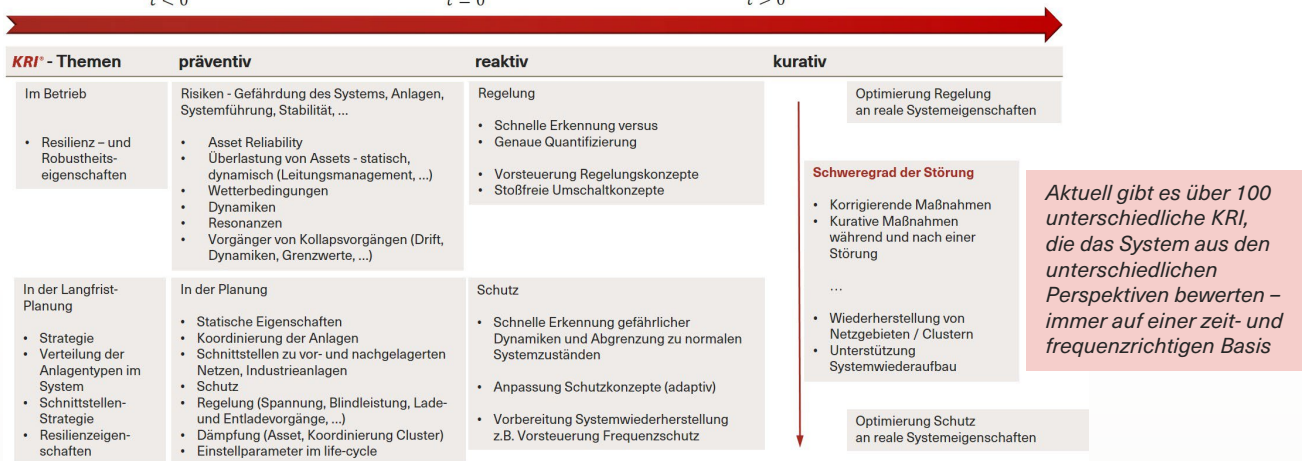 t < 0
t = 0
t > 0
KRI® - Themen
präventiv
reaktiv
kurativ
Im Betrieb
• Resilienz – und
Robustheits-
eigenschaften
Risiken - Gefährdung des Systems, Anlagen,
Systemführung, Stabilität, ...
• Asset Reliability
• Überlastung von Assets - statisch,
dynamisch (Leitungsmanagement, ...)
• Wetterbedingungen
• Dynamiken
• Resonanzen
• Vorgänger von Kollapsvorgängen (Drift,
Dynamiken, Grenzwerte, ...)
Regelung
• Schnelle Erkennung versus
• Genaue Quantifizierung
• Vorsteuerung Regelungskonzepte
• Stoßfreie Umschaltkonzepte
Optimierung Regelung
an reale Systemeigenschaften
Schweregrad der Störung
• Korrigierende Maßnahmen
• Kurative Maßnahmen
während und nach einer
Störung
...
• Wiederherstellung von
Netzgebieten / Clustern
• Unterstützung
Systemwiederaufbau
Aktuell gibt es über 100
unterschiedliche KRI,
die das System aus den
unterschiedlichen
Perspektiven bewerten –
immer auf einer zeit- und
frequenzrichtigen Basis
In der Langfrist-
Planung
• Strategie
• Verteilung der
Anlagentypen im
System
• Schnittstellen-
Strategie
• Resilienzeigen-
schaften
In der Planung
• Statische Eigenschaften
• Koordinierung der Anlagen
• Schnittstellen zu vor- und nachgelagerten
Netzen, Industrieanlagen
• Schutz
• Regelung (Spannung, Blindleistung, Lade-
und Entladevorgänge, ...)
• Dämpfung (Asset, Koordinierung Cluster)
• Einstellparameter im life-cycle
Schutz
• Schnelle Erkennung gefährlicher
Dynamiken und Abgrenzung zu normalen
Systemzuständen
• Anpassung Schutzkonzepte (adaptiv)
• Vorbereitung Systemwiederherstellung
z.B. Vorsteuerung Frequenzschutz
Optimierung Schutz
an reale Systemeigenschaften